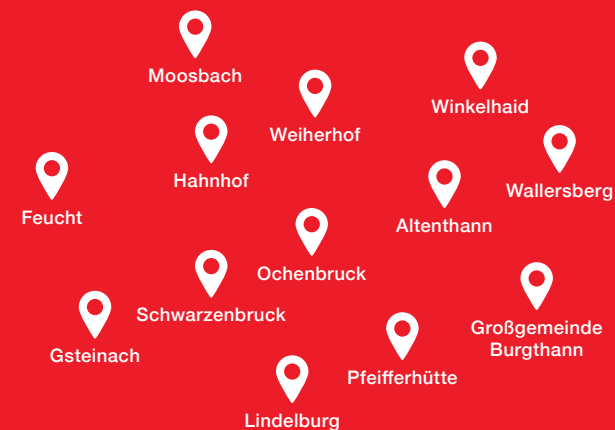 Moosbach
Winkelhaid
Weiherhof
Hahnhof
Wallersberg
Feucht
Altenthann
Ochenbruck
Schwarzenbruck
Großgemeinde
Burgthann
Gsteinach
Pfeifferhütte
Lindelburg